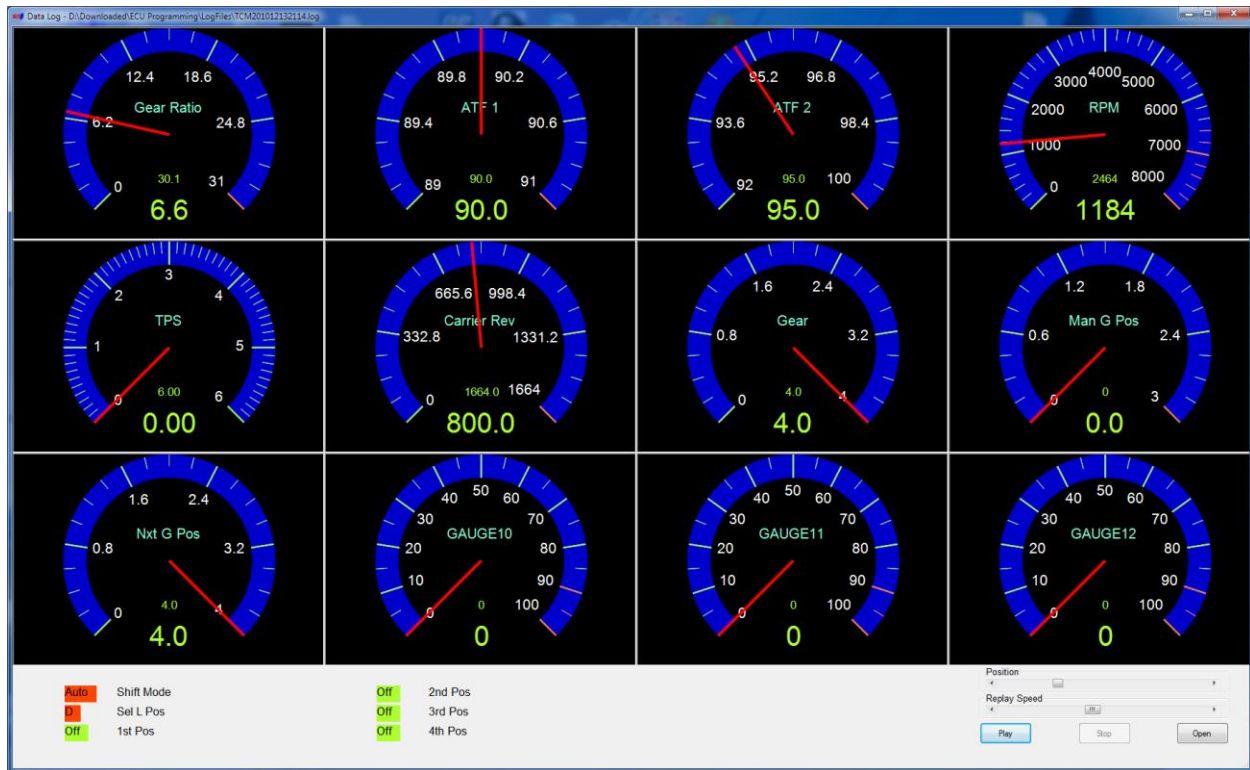 Data Log - D:\Downloaded\ECU Programming\LogFiles\TCM201012132114.log
12.4 18.6
Gear Ratio
6.2 24.8
0 30.1 31
6.6
89.8 90.2
ATF 1
89.4 90.6
89 90.0 91
90.0
95.2 96.8
ATF 2
93.6 98.4
92 95.0 100
95.0
3000 4000 5000
2000 RPM 6000
1000 7000
0 2464 8000
1184
3
2 4
TPS
1 5
0 6.00 6
0.00
665.6 998.4
Carrier Rev
332.8 1331.2
0 1664.0 1664
800.0
1.6 2.4
Gear
0.8 3.2
0 4.0 4
4.0
1.2 1.8
Man G Pos
0.6 2.4
0 0 3
0.0
1.6 2.4
Nxt G Pos
0.8 3.2
0 4.0 4
4.0
40 50 60
30 70
GAUGE10
20 80
10 90
0 0 100
0
40 50 60
30 70
GAUGE11
20 80
10 90
0 0 100
0
40 50 60
30 70
GAUGE12
20 80
10 90
0 0 100
0
Auto Shift Mode
D Sel L Pos
Off 1st Pos
Off 2nd Pos
Off 3rd Pos
Off 4th Pos
Position
Replay Speed
Play Stop Open